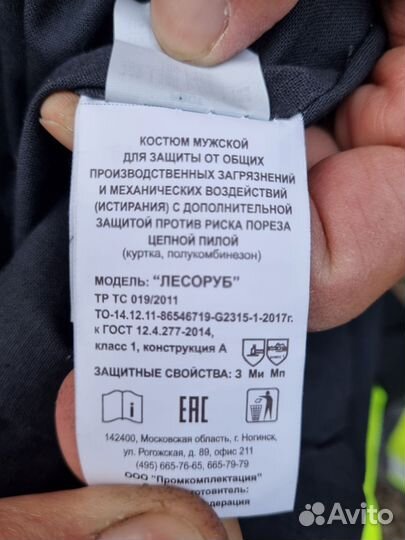 КОСТЮМ МУЖСКОЙ
ДЛЯ ЗАЩИТЫ ОТ ОБЩИХ
ПРОИЗВОДСТВЕННЫХ ЗАГРЯЗНЕНИЙ
И МЕХАНИЧЕСКИХ ВОЗДЕЙСТВИЙ
(ИСТИРАНИЯ) С ДОПОЛНИТЕЛЬНОЙ
ЗАЩИТОЙ ПРОТИВ РИСКА ПОРЕЗА
ЦЕПНОЙ ПИЛОЙ
(куртка, полукомбинезон)
МОДЕЛЬ: "ЛЕСОРУБ"
ТР ТС 019/2011
ТО-14.12.11-86546719-G2315-1-2017г.
к ГОСТ 12.4.277-2014,
класс 1, конструкция А
ЗАЩИТНЫЕ СВОЙСТВА: З Ми Мп
EAC
142400, Московская область, г. Ногинск,
ул. Рогожская, д. 89, офис 211
(495) 665-76-65, 665-79-79
ООО "Промкомплектация"
готовитель:
дерация
Avito